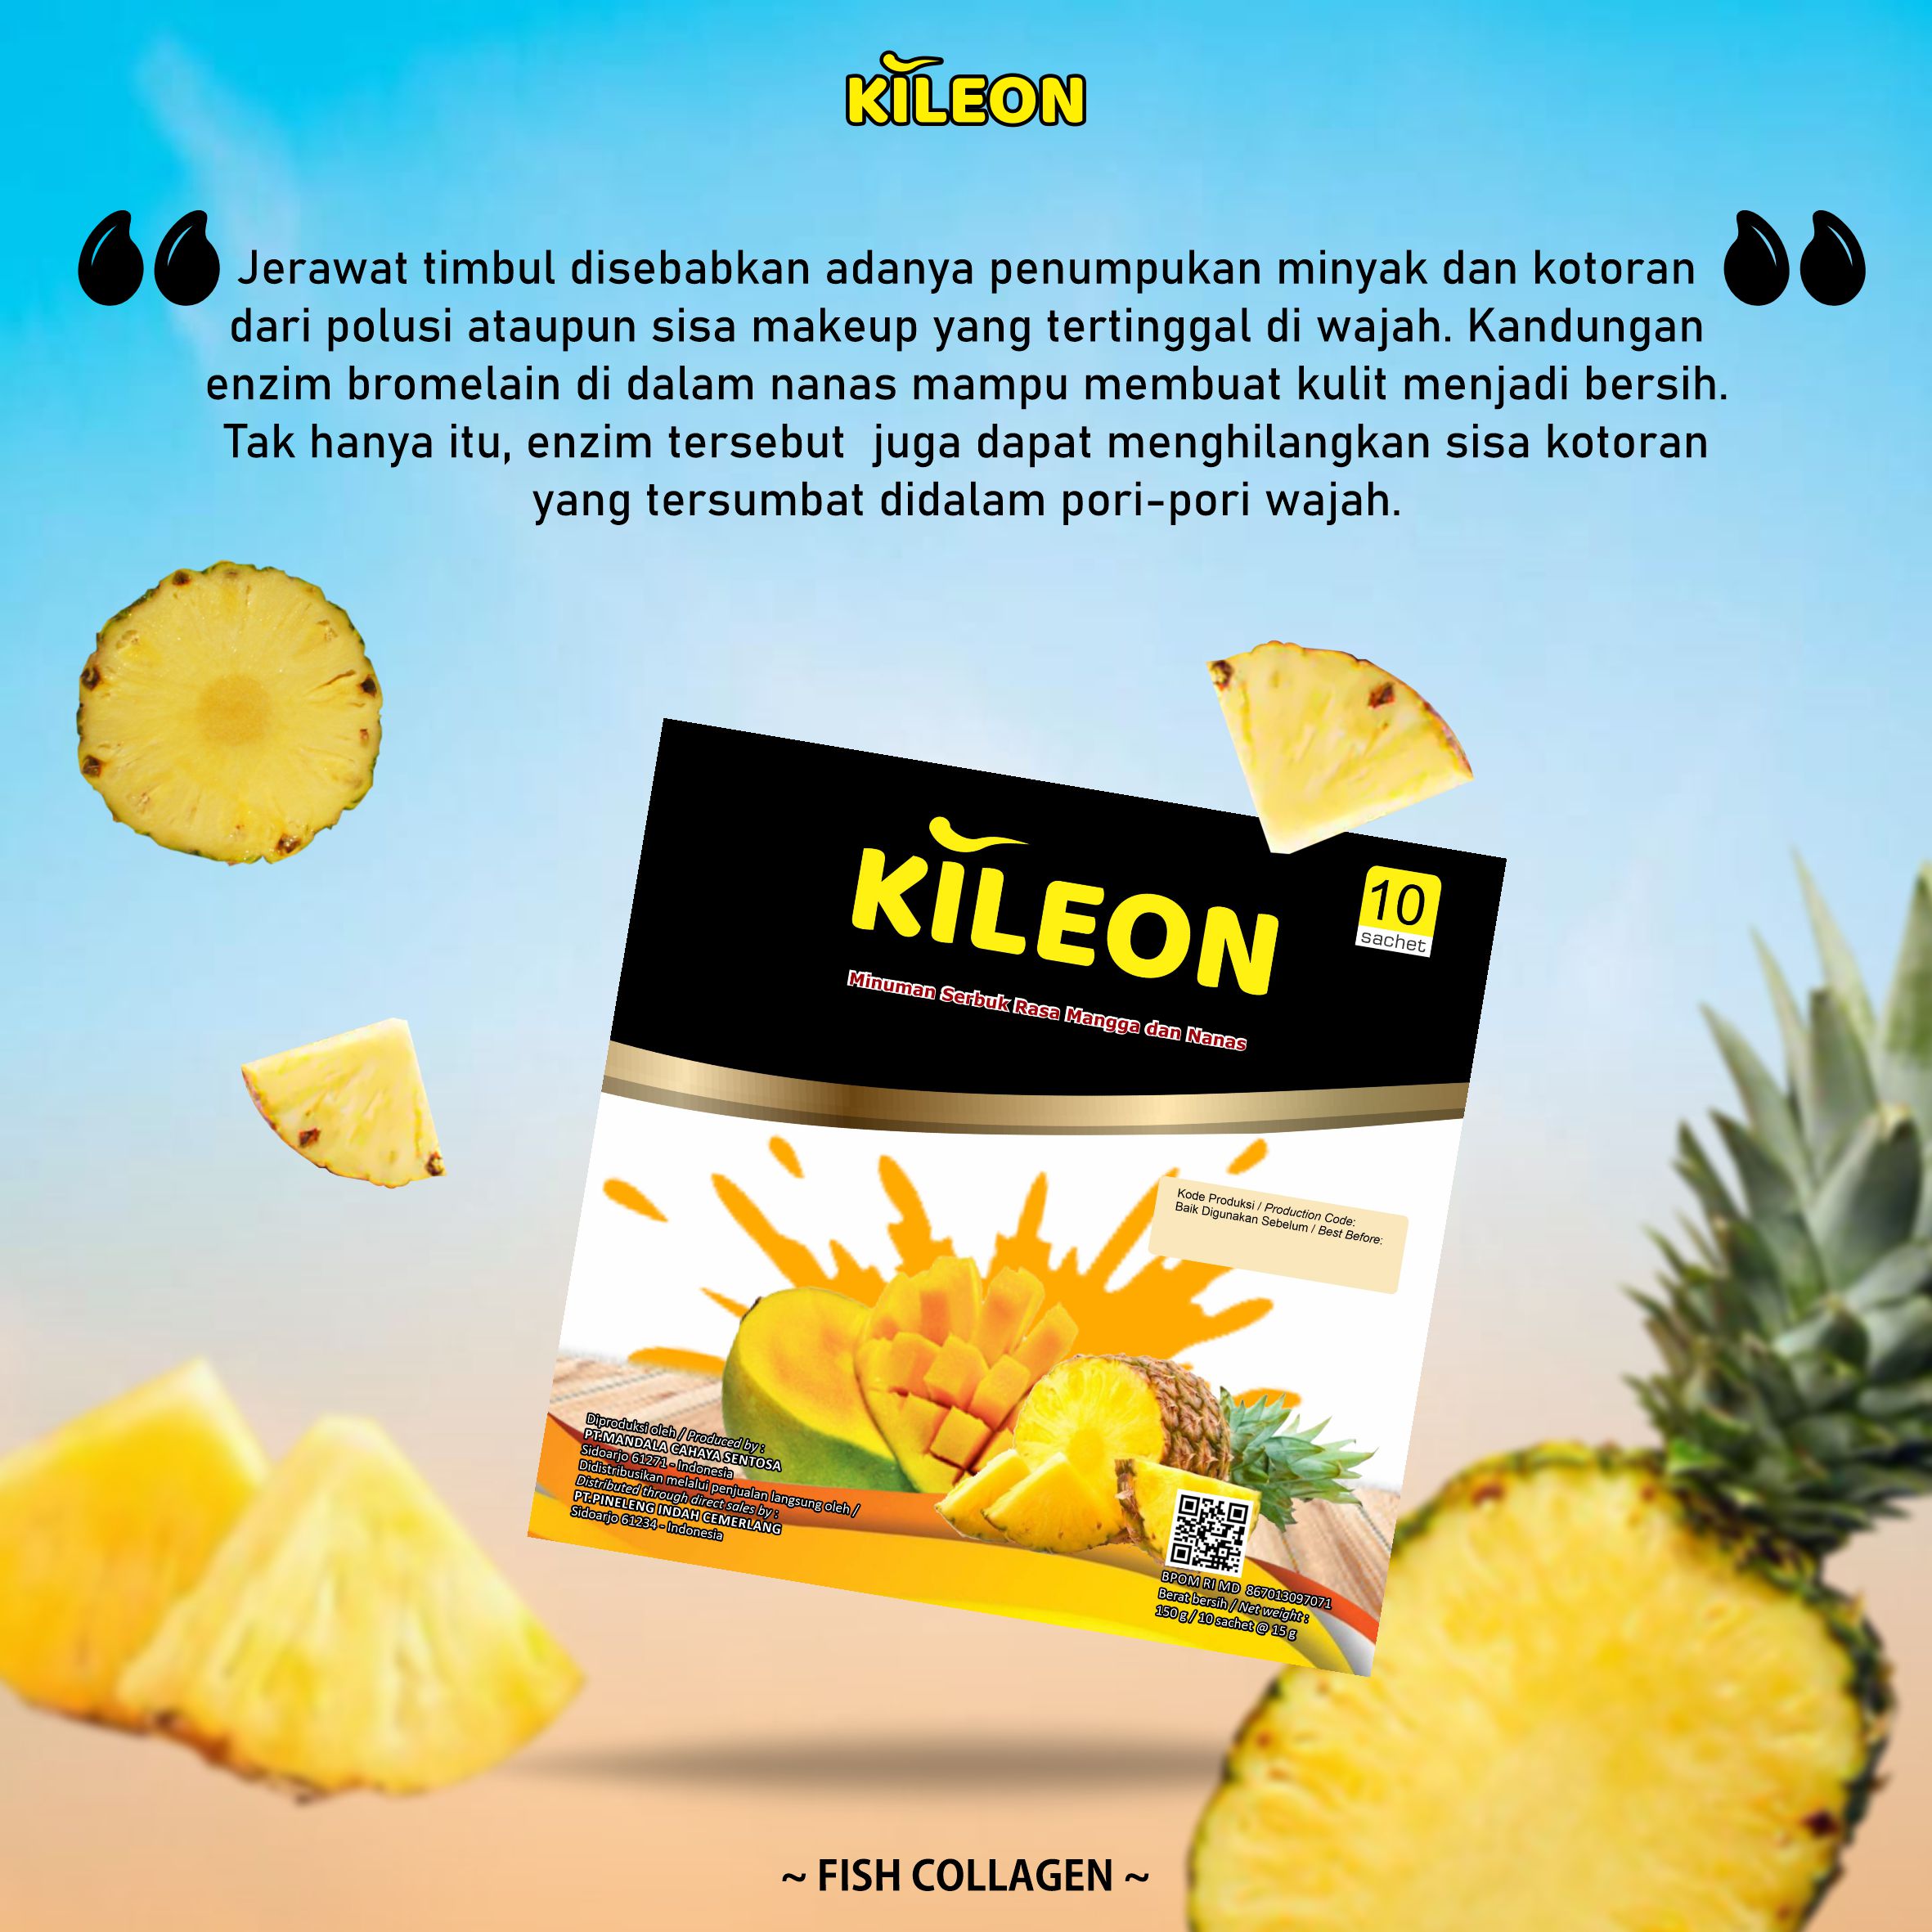 KILEON
Jerawat timbul disebabkan adanya penumpukan minyak dan kotoran
dari polusi ataupun sisa makeup yang tertinggal di wajah. Kandungan
enzim bromelain di dalam nanas mampu membuat kulit menjadi bersih.
Tak hanya itu, enzim tersebut  juga dapat menghilangkan sisa kotoran
yang tersumbat didalam pori-pori wajah.
KILEON
10
sachet
Minuman Serbuk Rasa Mangga dan Nanas
Kode Produksi / Production Code:
Baik Digunakan Sebelum / Best Before:
Diproduksi oleh / Produced by :
PT.MANDALA CAHAYA SENTOSA
Sidoarjo 61271 - Indonesia
Didistribusikan melalui penjualan langsung oleh /
Distributed through direct sales by :
PT.PINELENG INDAH CEMERLANG
Sidoarjo 61234 - Indonesia
BPOM RI MD 867013097071
Berat bersih / Net weight :
150 g / 10 sachet @ 15 g
~ FISH COLLAGEN ~